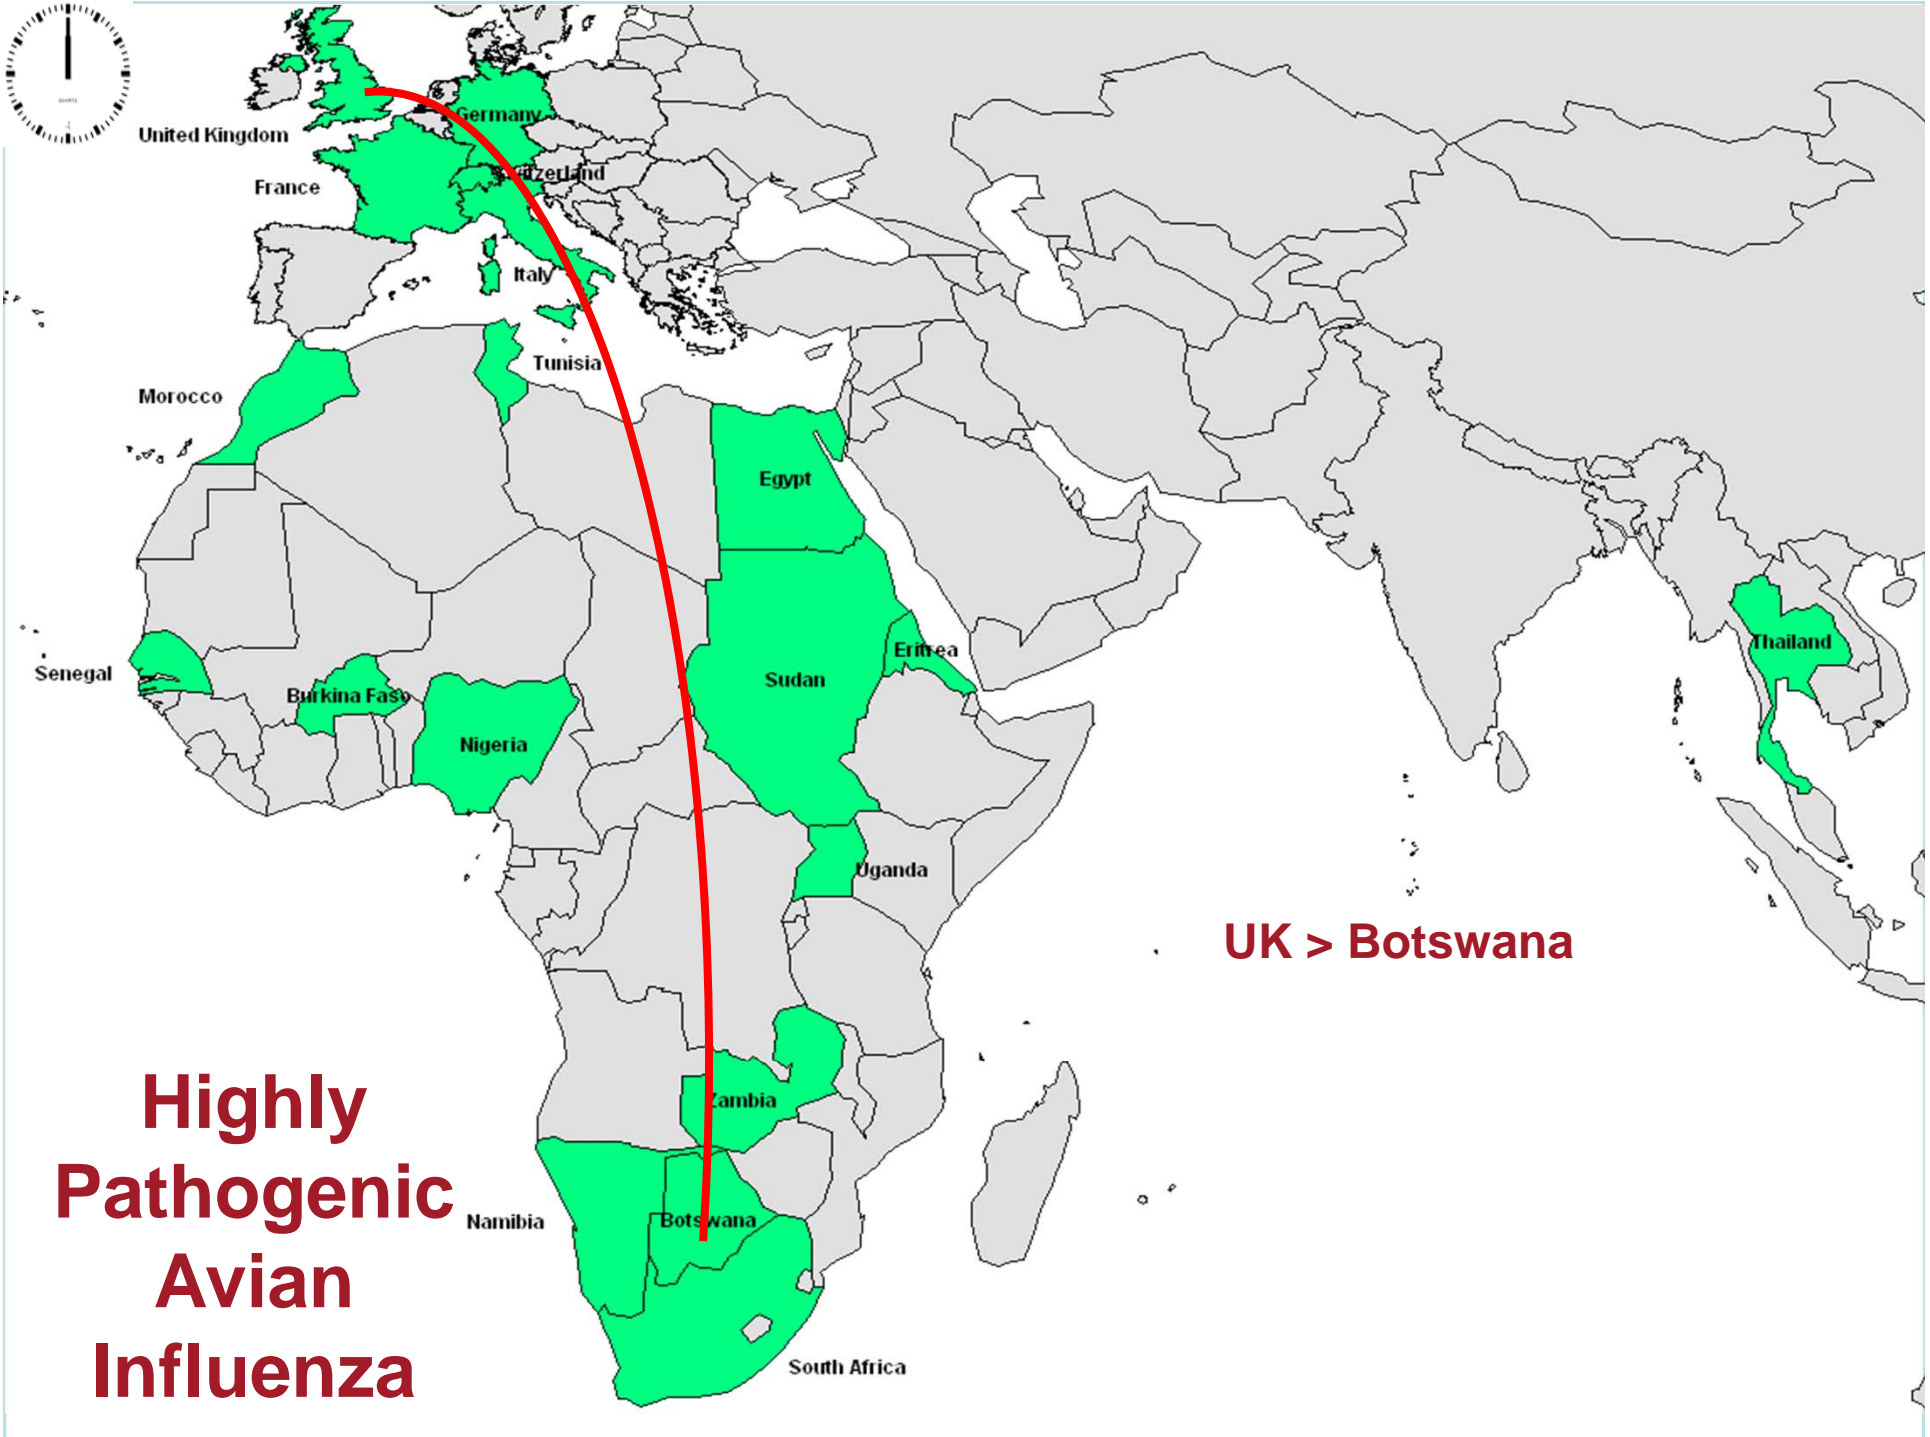 United Kingdom
Germany
Switzerland
France
Italy
Tunisia
Morocco
Egypt
Eritrea
Senegal
Burkina Faso
Sudan
Thailand
Nigeria
Uganda
UK > Botswana
Zambia
Highly
Pathogenic
Avian
Influenza
Namibia
Botswana
South Africa